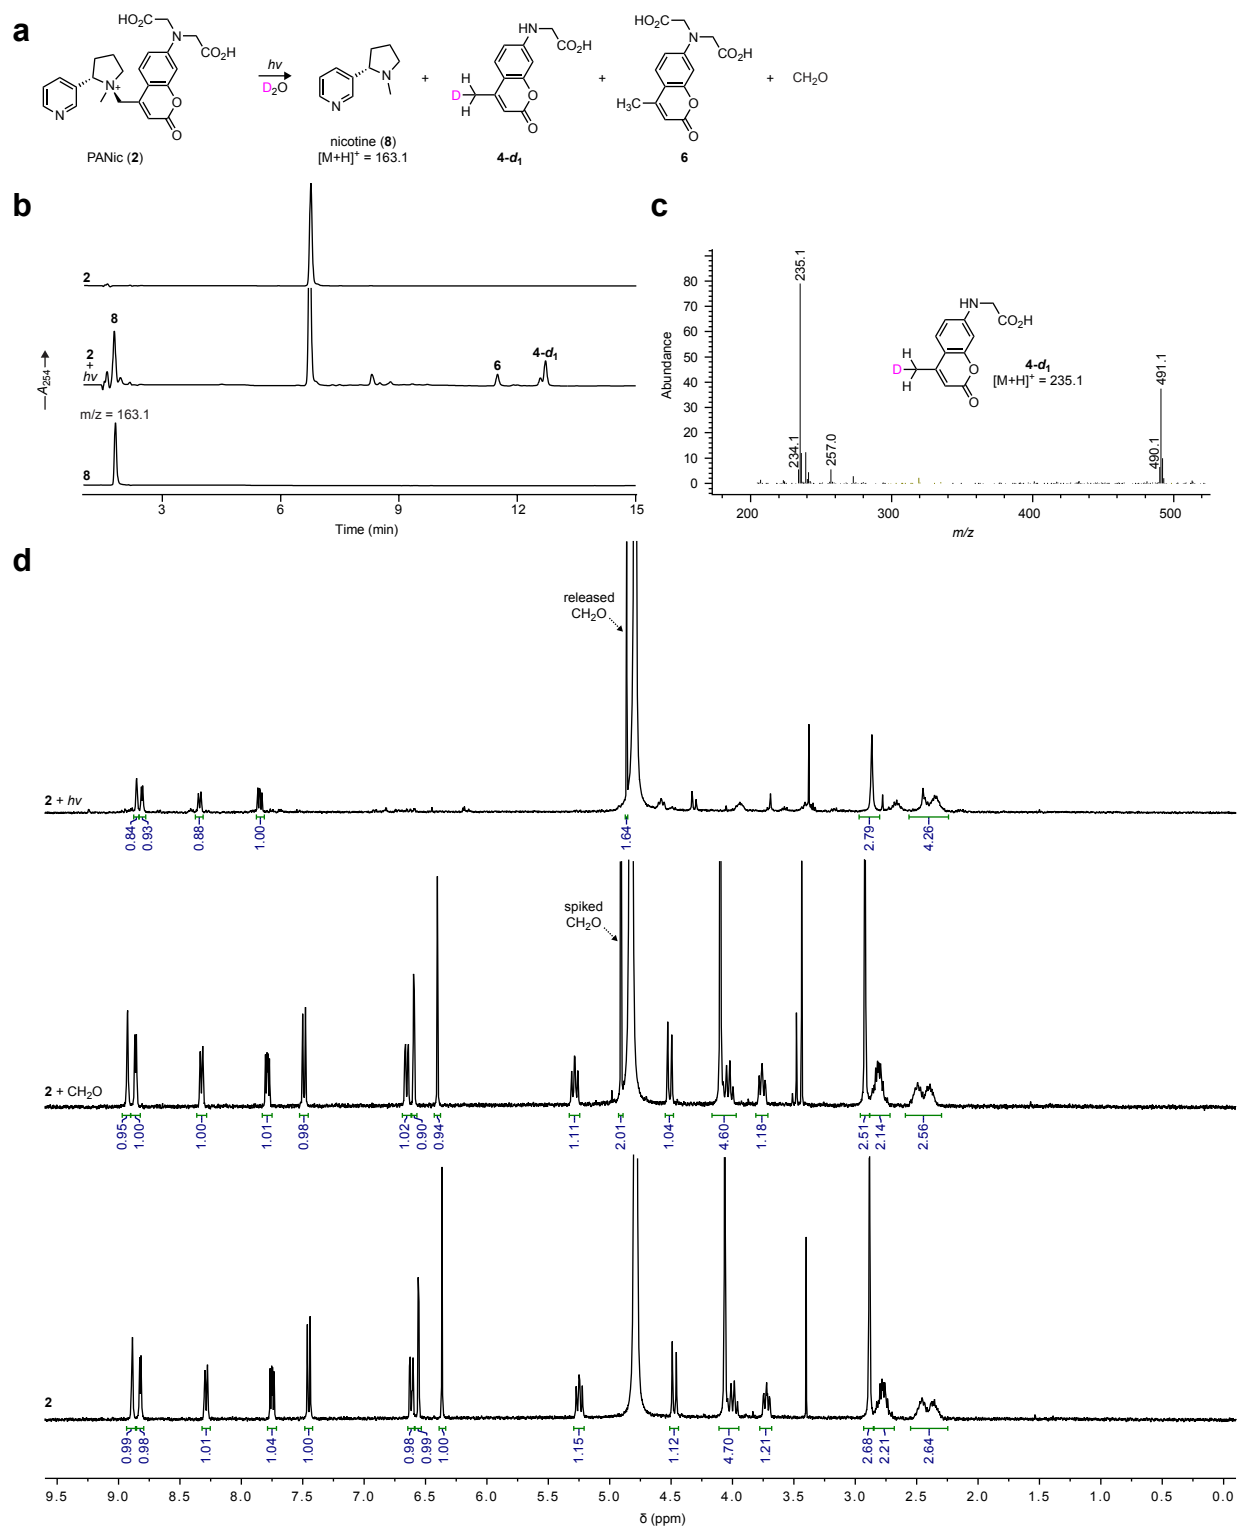 a
HO₂C
N
CO₂H
N⁺
N
O
O
PANic (2)
hν
D₂O
N
N
nicotine (8)
[M+H]⁺ = 163.1
+
HN
CO₂H
H
D
H
O
O
4-d₁
+
HO₂C
N
CO₂H
H₃C
O
O
6
+
CH₂O
b
—A₂₅₄→
2
8
2
+
hν
6
4-d₁
m/z = 163.1
8
3 6 9 12 15
Time (min)
c
Abundance
80
70
60
50
40
30
20
10
0
235.1
234.1
257.0
491.1
490.1
HN
CO₂H
H
D
H
O
O
4-d₁
[M+H]⁺ = 235.1
200 300 400 500
m/z
d
released
CH₂O
2 + hν
0.84 0.93 0.88 1.00 1.64 2.79 4.26
spiked
CH₂O
2 + CH₂O
0.95 1.00 1.00 1.01 0.98 1.02 0.90 0.94 1.11 2.01 1.04 4.60 1.18 2.51 2.14 2.56
2
0.99 0.98 1.01 1.04 1.00 0.98 0.99 1.00 1.15 1.12 4.70 1.21 2.68 2.21 2.64
9.5 9.0 8.5 8.0 7.5 7.0 6.5 6.0 5.5 5.0 4.5 4.0 3.5 3.0 2.5 2.0 1.5 1.0 0.5 0.0
δ (ppm)